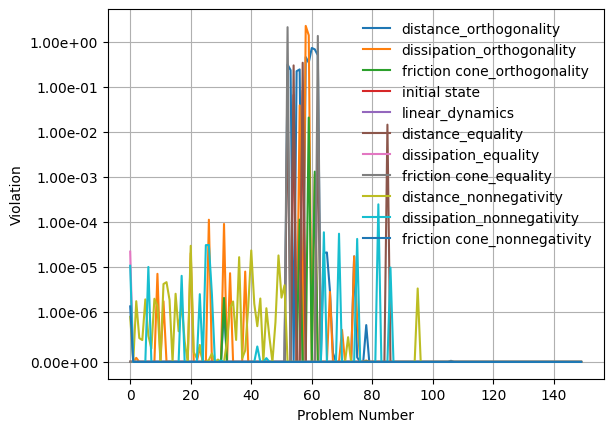 1.00e+00
1.00e-01
1.00e-02
1.00e-03
1.00e-04
1.00e-05
1.00e-06
0.00e+00
Violation
distance_orthogonality
dissipation_orthogonality
friction cone_orthogonality
initial state
linear_dynamics
distance_equality
dissipation_equality
friction cone_equality
distance_nonnegativity
dissipation_nonnegativity
friction cone_nonnegativity
0 20 40 60 80 100 120 140
Problem Number